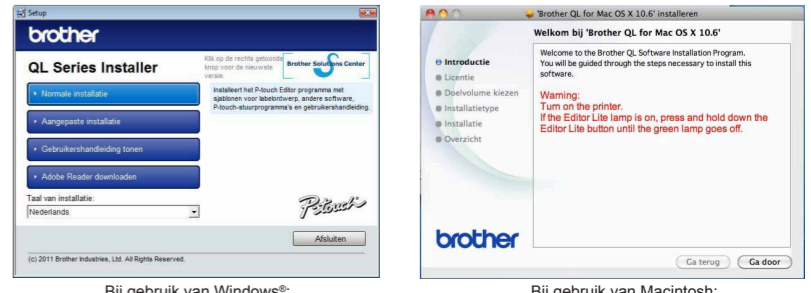 Setup
brother
QL Series Installer
Klik op de rechts getoonde
knop voor de nieuwste
versie.
Brother Solutions Center
Normale installatie
Installeert het P-touch Editor programma met
sjablonen voor labelontwerp, andere software,
P-touch-stuurprogramma's en gebruikershandleiding.
Aangepaste installatie
Gebruikershandleiding tonen
Adobe Reader downloaden
Taal van installatie:
Nederlands
P-touch
Afsluiten
(c) 2011 Brother Industries, Ltd. All Rights Reserved.
Bij gebruik van Windows®:
'Brother QL for Mac OS X 10.6' installeren
Welkom bij 'Brother QL for Mac OS X 10.6'
Introductie
Licentie
Doelvolume kiezen
Installatietype
Installatie
Overzicht
Welcome to the Brother QL Software Installation Program.
You will be guided through the steps necessary to install this
software.
Warning:
Turn on the printer.
If the Editor Lite lamp is on, press and hold down the
Editor Lite button until the green lamp goes off.
brother
Ga terug
Ga door
Bij gebruik van Macintosh: